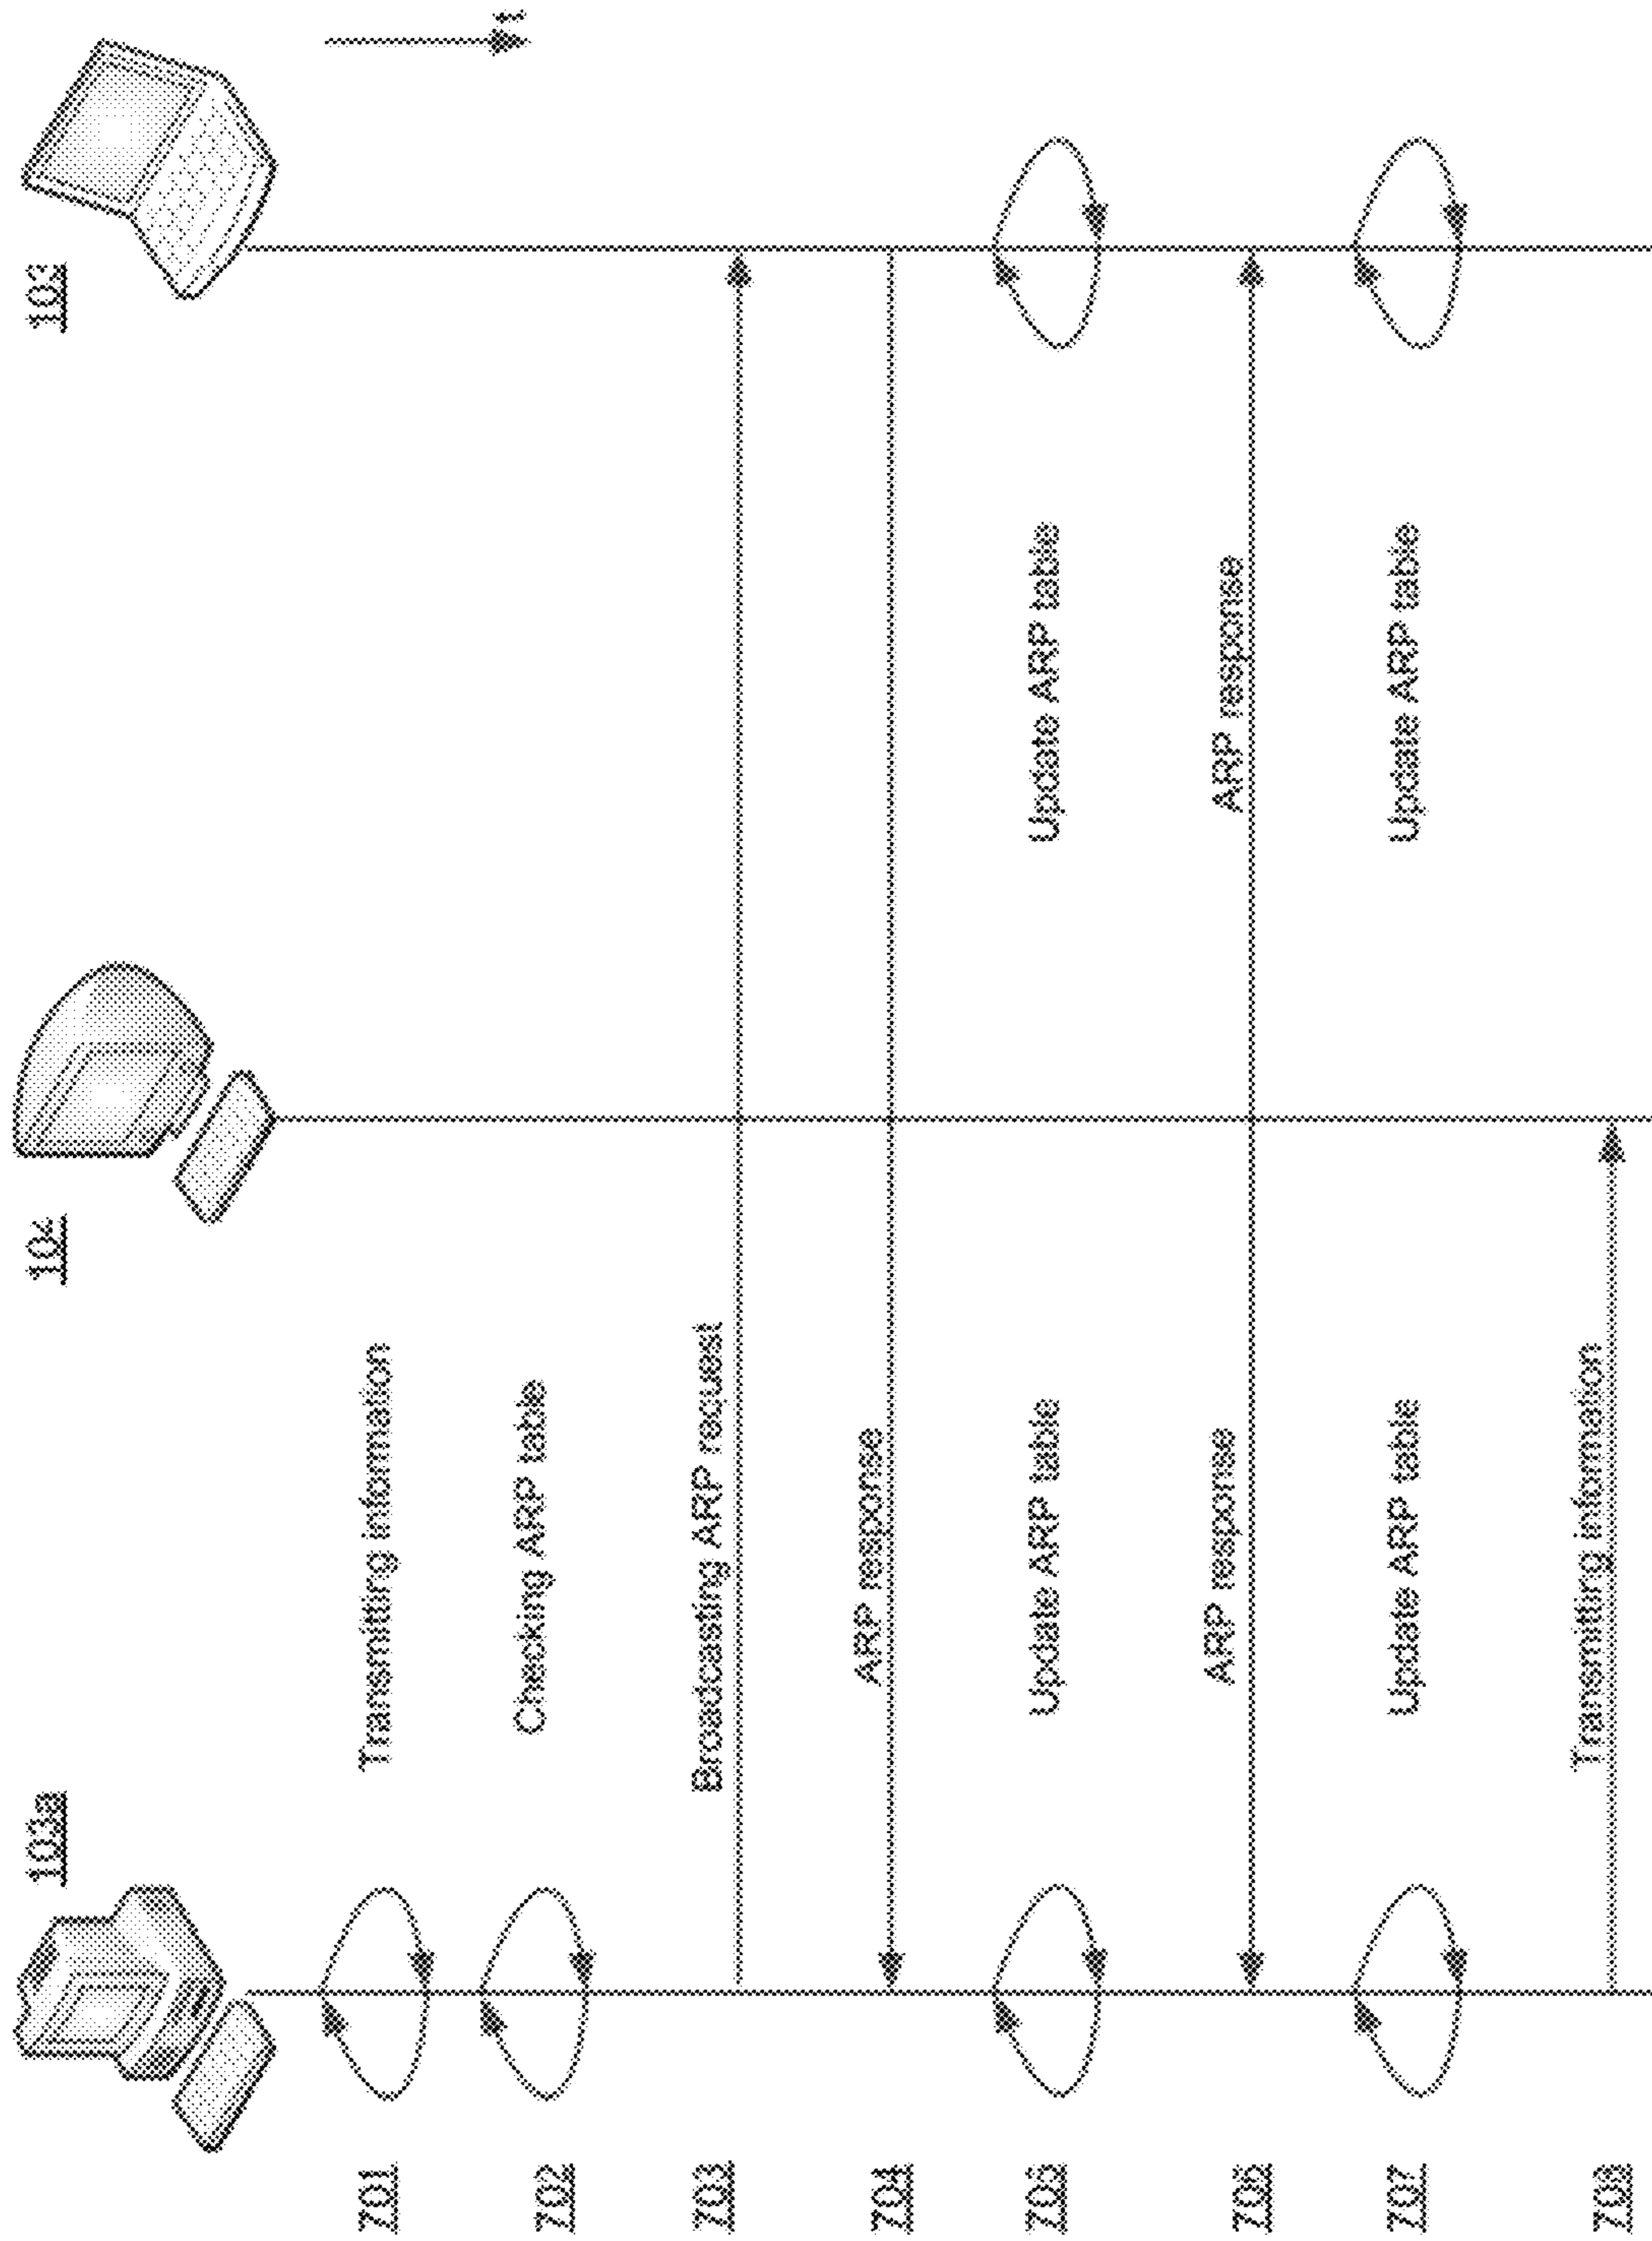 103a
104
103
t
701
Transmitting information
702
Checking ARP table
703
Broadcasting ARP request
704
ARP response
705
Update ARP table
Update ARP table
706
ARP response
ARP response
707
Update ARP table
Update ARP table
708
Transmitting information